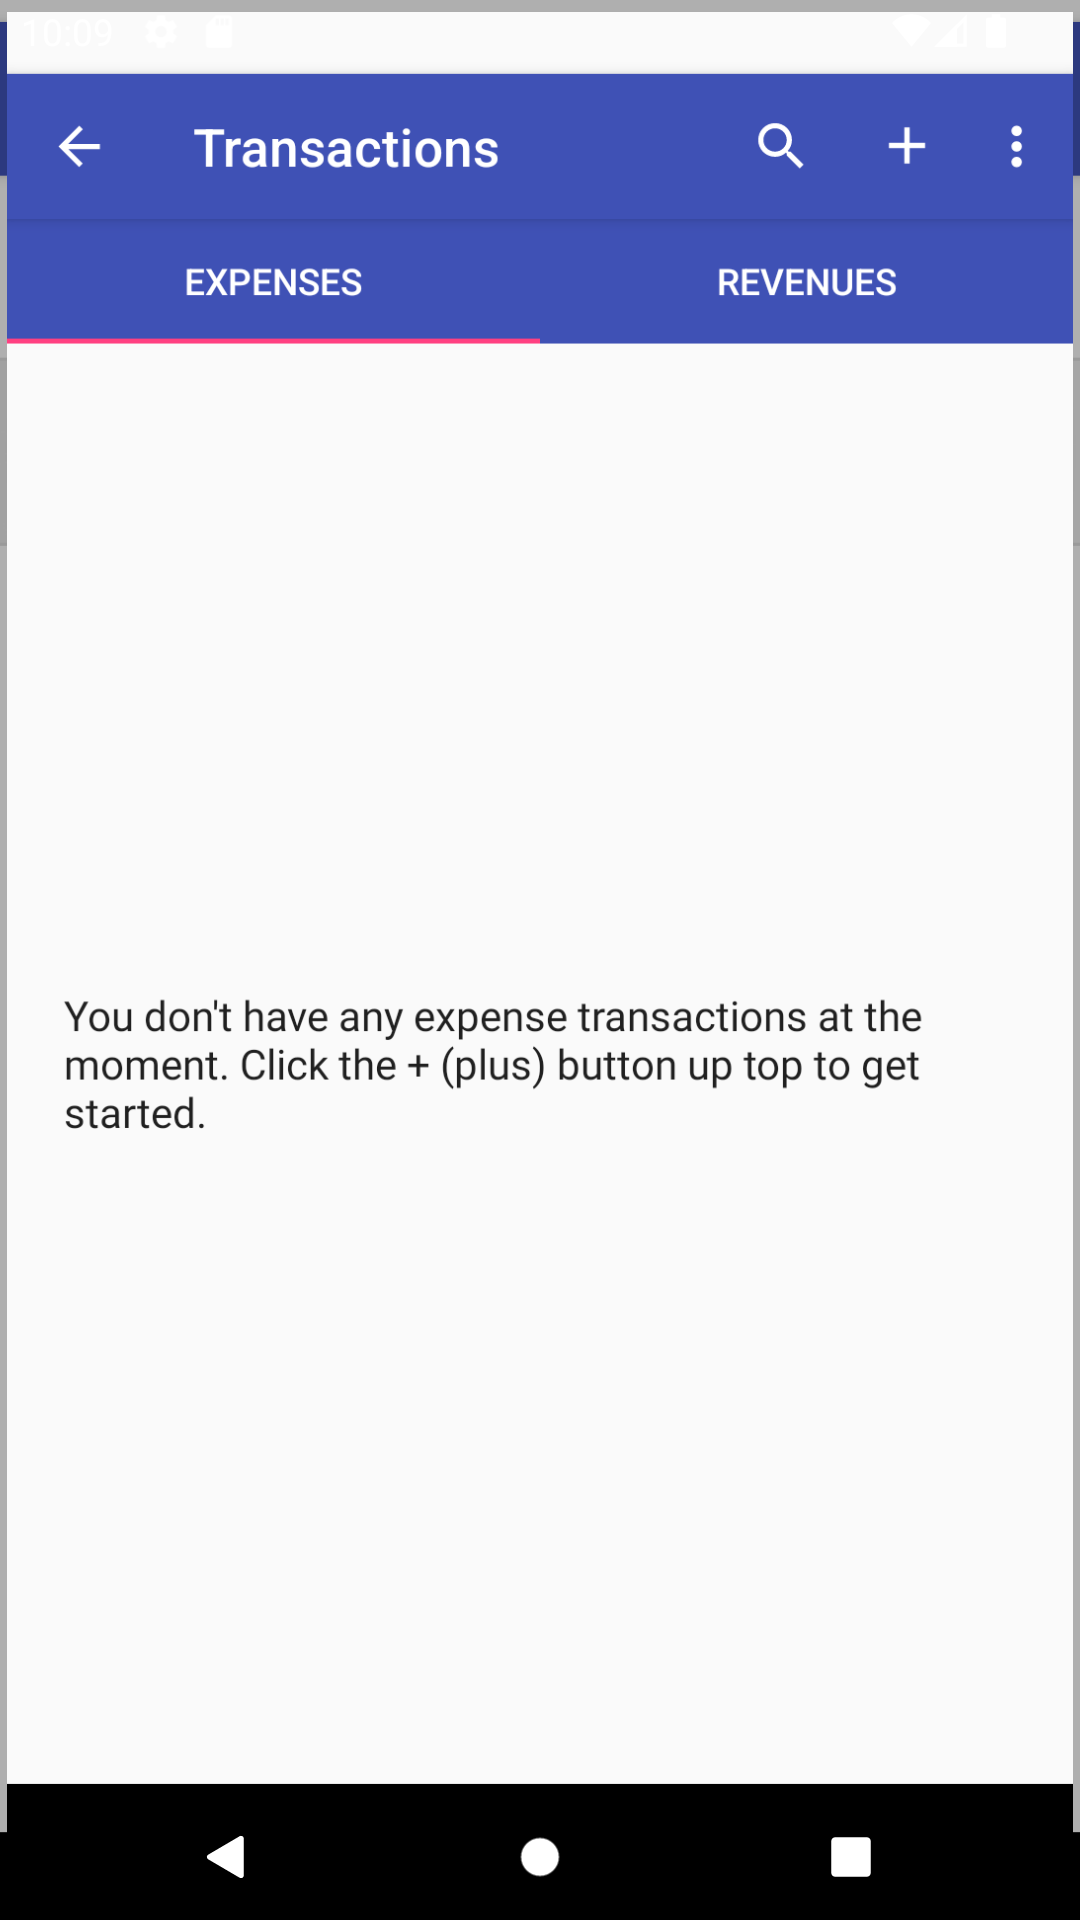 10:09
Transactions
EXPENSES
REVENUES
You don't have any expense transactions at the
moment. Click the + (plus) button up top to get
started.